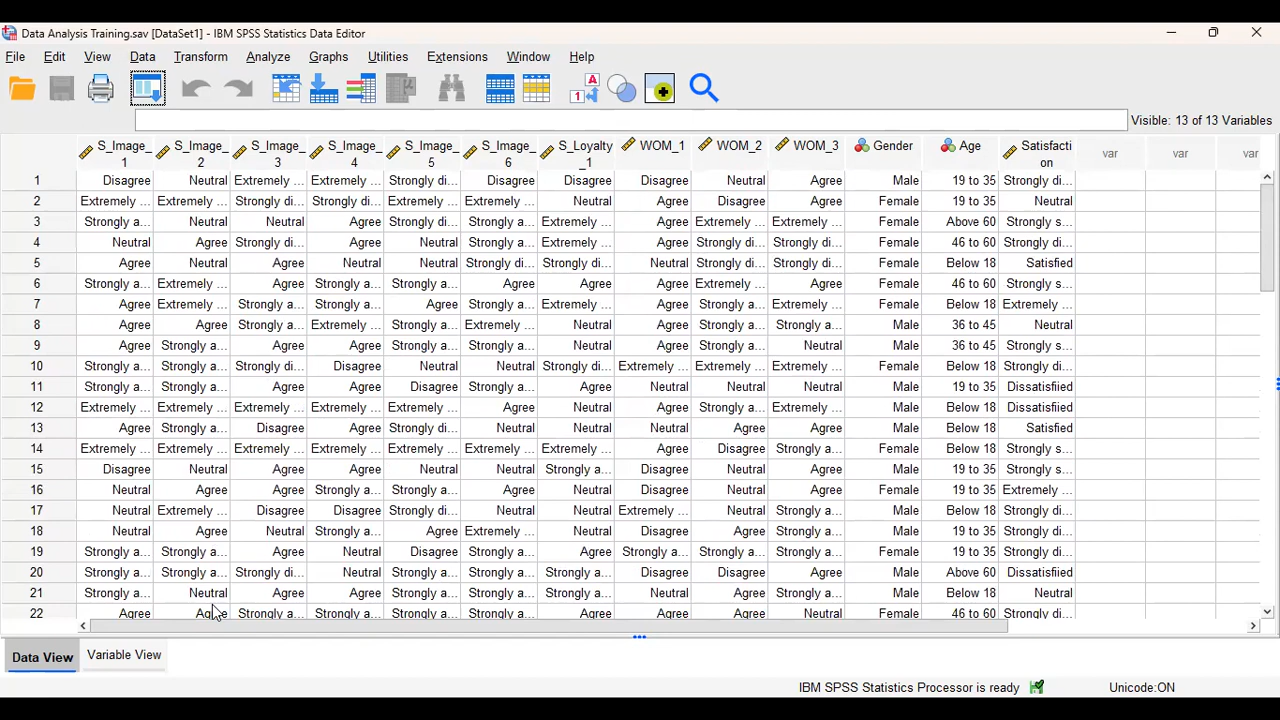 Data Analysis Training.sav [DataSet1] - IBM SPSS Statistics Data Editor
File Edit View Data Transform Analyze Graphs Utilities Extensions Window Help
Visible: 13 of 13 Variables
S_Image_1 S_Image_2 S_Image_3 S_Image_4 S_Image_5 S_Image_6 S_Loyalty_1 WOM_1 WOM_2 WOM_3 Gender Age Satisfaction var var var
1 Disagree Neutral Extremely ... Extremely ... Strongly di... Disagree Disagree Disagree Neutral Agree Male 19 to 35 Strongly di...
2 Extremely ... Extremely ... Strongly di... Strongly di... Extremely ... Extremely ... Neutral Agree Disagree Agree Female 19 to 35 Neutral
3 Strongly a... Neutral Neutral Agree Strongly di... Strongly a... Extremely ... Agree Extremely ... Extremely ... Female Above 60 Strongly s...
4 Neutral Agree Strongly di... Agree Neutral Strongly a... Extremely ... Agree Strongly di... Strongly di... Female 46 to 60 Strongly di...
5 Agree Neutral Agree Neutral Neutral Strongly di... Strongly di... Neutral Strongly di... Strongly di... Female Below 18 Satisfied
6 Strongly a... Extremely ... Agree Strongly a... Strongly a... Agree Agree Agree Extremely ... Agree Female 46 to 60 Strongly s...
7 Agree Extremely ... Strongly a... Strongly a... Agree Strongly a... Extremely ... Agree Strongly a... Extremely ... Female Below 18 Extremely ...
8 Agree Agree Strongly a... Extremely ... Strongly a... Extremely ... Neutral Agree Strongly a... Strongly a... Male 36 to 45 Neutral
9 Agree Strongly a... Agree Agree Strongly a... Strongly a... Neutral Agree Strongly a... Neutral Male 36 to 45 Strongly s...
10 Strongly a... Strongly a... Strongly di... Disagree Neutral Neutral Strongly di... Extremely ... Extremely ... Extremely ... Male Below 18 Strongly di...
11 Strongly a... Strongly a... Agree Agree Disagree Strongly a... Agree Neutral Neutral Neutral Male 19 to 35 Dissatisfiied
12 Extremely ... Extremely ... Extremely ... Extremely ... Extremely ... Agree Neutral Agree Strongly a... Extremely ... Male Below 18 Dissatisfiied
13 Agree Strongly a... Disagree Agree Strongly di... Neutral Neutral Neutral Agree Agree Male Below 18 Satisfied
14 Extremely ... Extremely ... Extremely ... Extremely ... Extremely ... Extremely ... Extremely ... Agree Disagree Strongly a... Female Below 18 Strongly s...
15 Disagree Neutral Agree Agree Neutral Neutral Strongly a... Disagree Neutral Agree Male 19 to 35 Strongly s...
16 Neutral Agree Agree Strongly a... Strongly a... Agree Neutral Disagree Neutral Agree Female 19 to 35 Extremely ...
17 Neutral Extremely ... Disagree Disagree Strongly di... Neutral Neutral Extremely ... Neutral Strongly a... Male Below 18 Strongly di...
18 Neutral Agree Neutral Strongly a... Agree Extremely ... Neutral Disagree Agree Strongly a... Male 19 to 35 Strongly di...
19 Strongly a... Strongly a... Agree Neutral Disagree Strongly a... Agree Strongly a... Strongly a... Strongly a... Female 19 to 35 Strongly di...
20 Strongly a... Strongly a... Strongly di... Neutral Strongly a... Strongly a... Strongly a... Disagree Disagree Agree Male Above 60 Dissatisfiied
21 Strongly a... Neutral Agree Agree Strongly a... Strongly a... Strongly a... Neutral Agree Strongly a... Male Below 18 Neutral
22 Agree Agree Strongly a... Strongly a... Strongly a... Strongly a... Agree Agree Agree Neutral Female 46 to 60 Strongly di...
Data View Variable View
IBM SPSS Statistics Processor is ready Unicode:ON